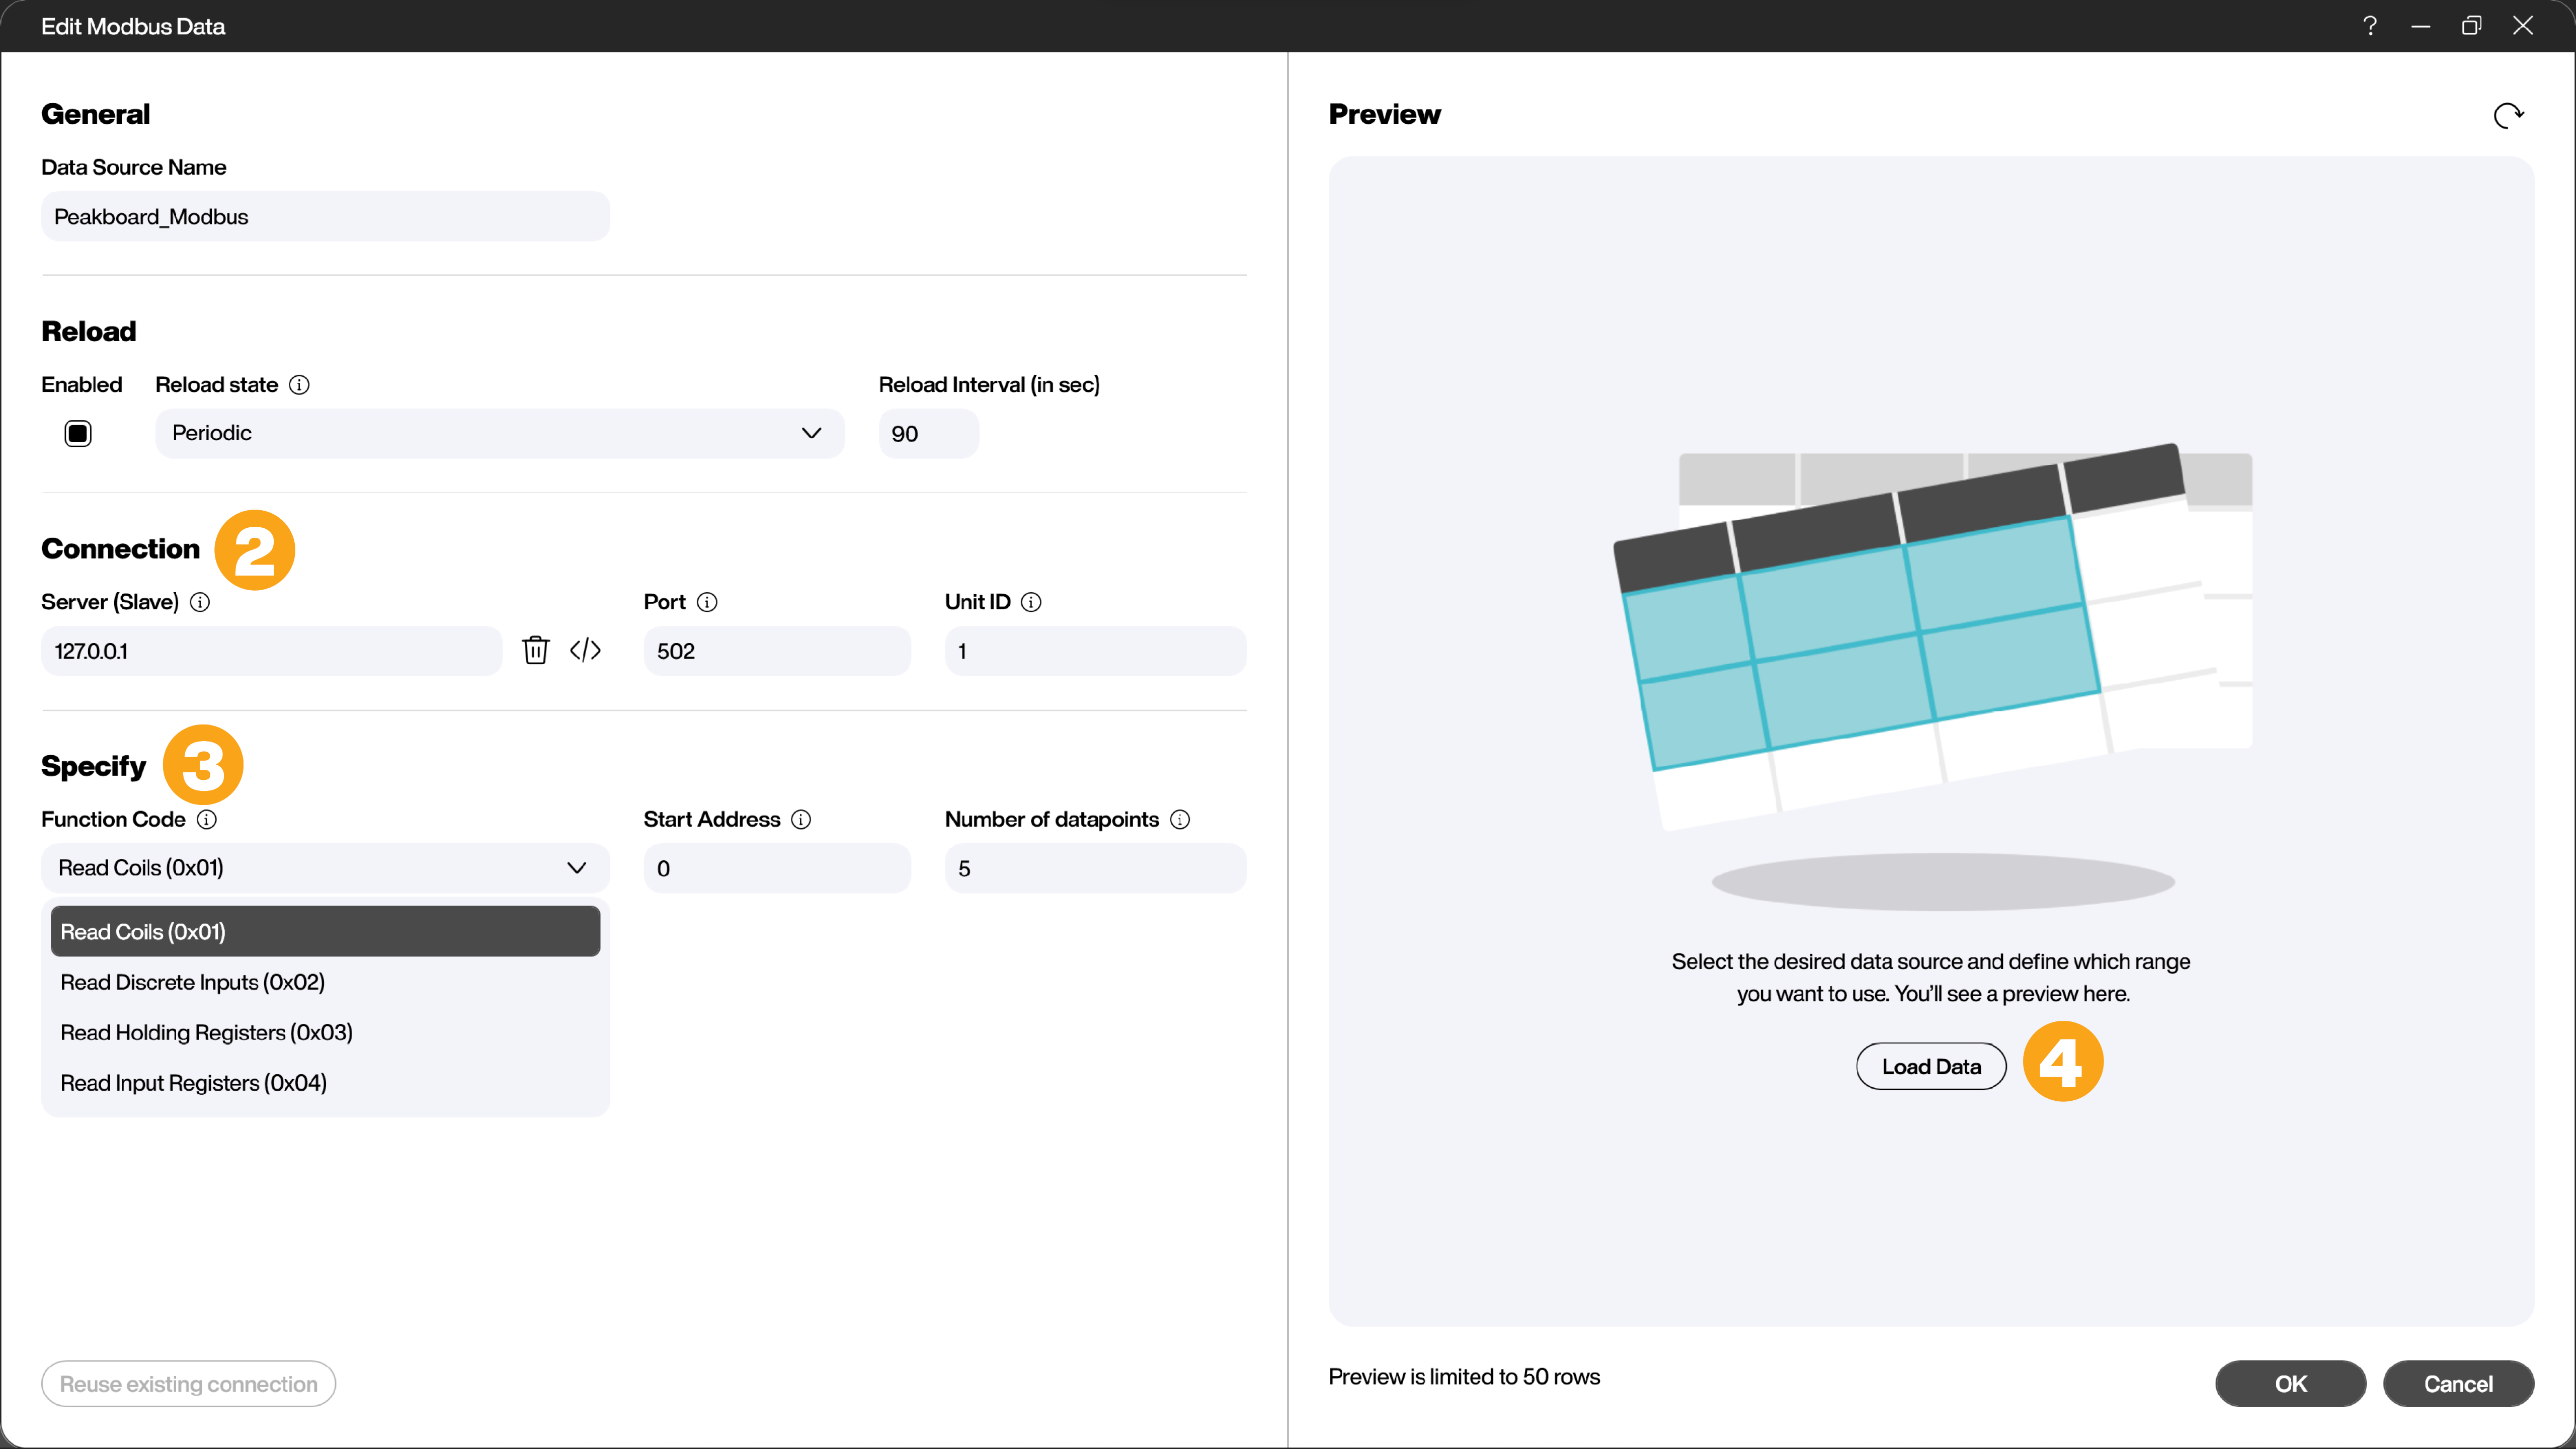 Edit Modbus Data
?
General
Data Source Name
Peakboard_Modbus
Reload
Enabled Reload state Reload Interval (in sec)
Periodic 90
Connection 2
Server (Slave) Port Unit ID
127.0.0.1 </> 502 1
Specify 3
Function Code Start Address Number of datapoints
Read Coils (0x01) 0 5
Read Coils (0x01)
Read Discrete Inputs (0x02)
Read Holding Registers (0x03)
Read Input Registers (0x04)
Reuse existing connection
Preview
Select the desired data source and define which range
you want to use. You'll see a preview here.
Load Data 4
Preview is limited to 50 rows
OK Cancel